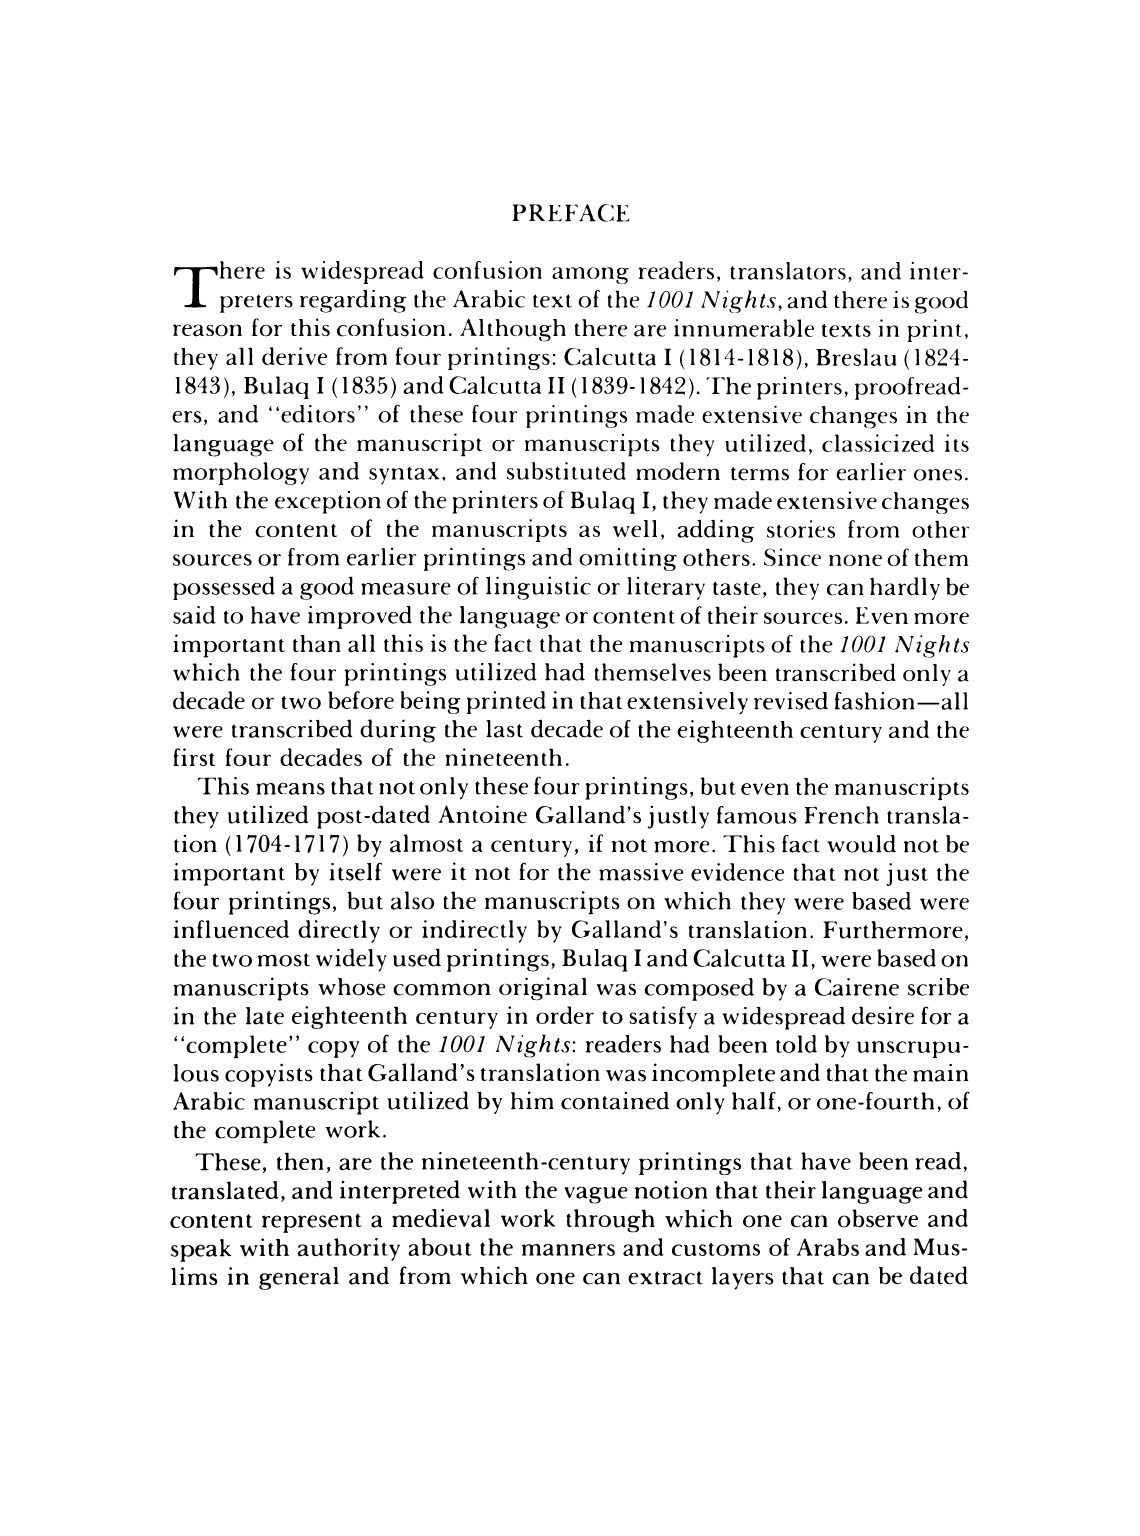 PREFACE
There is widespread confusion among readers, translators, and inter-
preters regarding the Arabic text of the 1001 Nights, and there is good
reason for this confusion. Although there are innumerable texts in print,
they all derive from four printings: Calcutta I (1814-1818), Breslau (1824-
1843), Bulaq I (1835) and Calcutta II (1839-1842). The printers, proofread-
ers, and “editors” of these four printings made extensive changes in the
language of the manuscript or manuscripts they utilized, classicized its
morphology and syntax, and substituted modern terms for earlier ones.
With the exception of the printers of Bulaq I, they made extensive changes
in the content of the manuscripts as well, adding stories from other
sources or from earlier printings and omitting others. Since none of them
possessed a good measure of linguistic or literary taste, they can hardly be
said to have improved the language or content of their sources. Even more
important than all this is the fact that the manuscripts of the 1001 Nights
which the four printings utilized had themselves been transcribed only a
decade or two before being printed in that extensively revised fashion—all
were transcribed during the last decade of the eighteenth century and the
first four decades of the nineteenth.
This means that not only these four printings, but even the manuscripts
they utilized post-dated Antoine Galland’s justly famous French transla-
tion (1704-1717) by almost a century, if not more. This fact would not be
important by itself were it not for the massive evidence that not just the
four printings, but also the manuscripts on which they were based were
influenced directly or indirectly by Galland’s translation. Furthermore,
the two most widely used printings, Bulaq I and Calcutta II, were based on
manuscripts whose common original was composed by a Cairene scribe
in the late eighteenth century in order to satisfy a widespread desire for a
“complete” copy of the 1001 Nights: readers had been told by unscrupu-
lous copyists that Galland’s translation was incomplete and that the main
Arabic manuscript utilized by him contained only half, or one-fourth, of
the complete work.
These, then, are the nineteenth-century printings that have been read,
translated, and interpreted with the vague notion that their language and
content represent a medieval work through which one can observe and
speak with authority about the manners and customs of Arabs and Mus-
lims in general and from which one can extract layers that can be dated